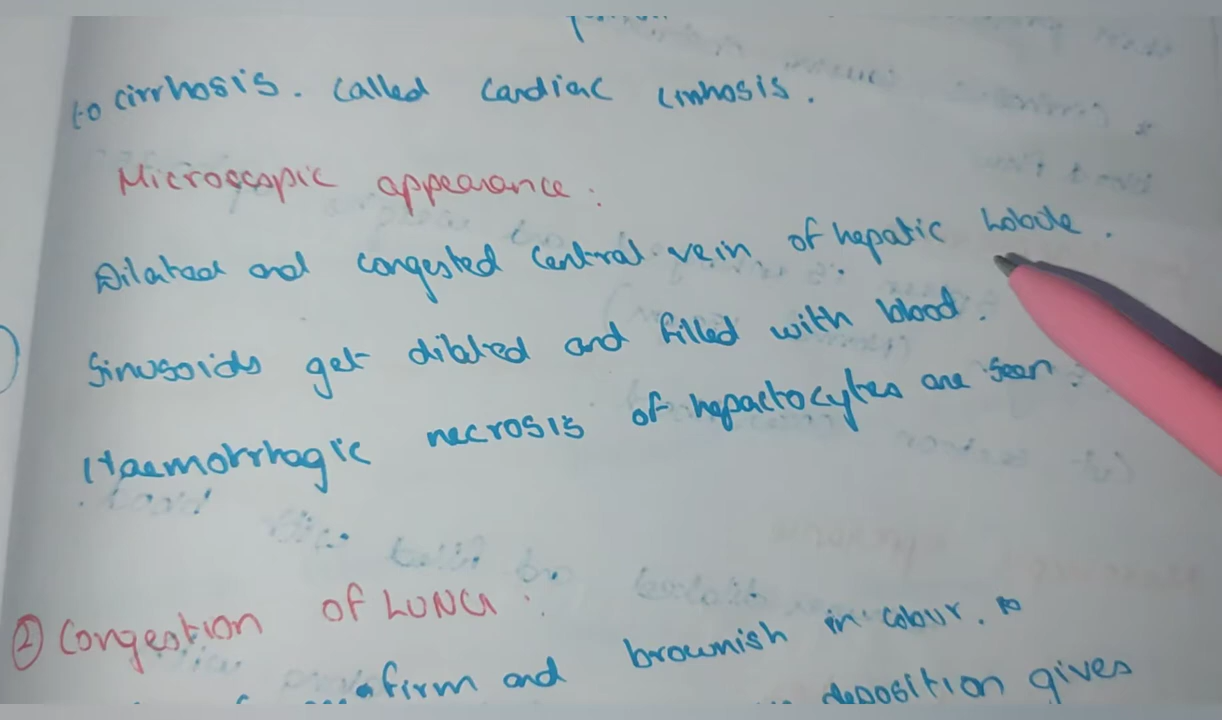 to cirrhosis. Called Cardiac cirrhosis.
Microscopic appearance:
Dilated and congested central vein of hepatic Lobule.
Sinusoids get dilated and filled with blood.
Haemorrhagic necrosis of hepactocytes are seen.
② Congestion of LUNG:
firm and brownish in colour.
deposition gives